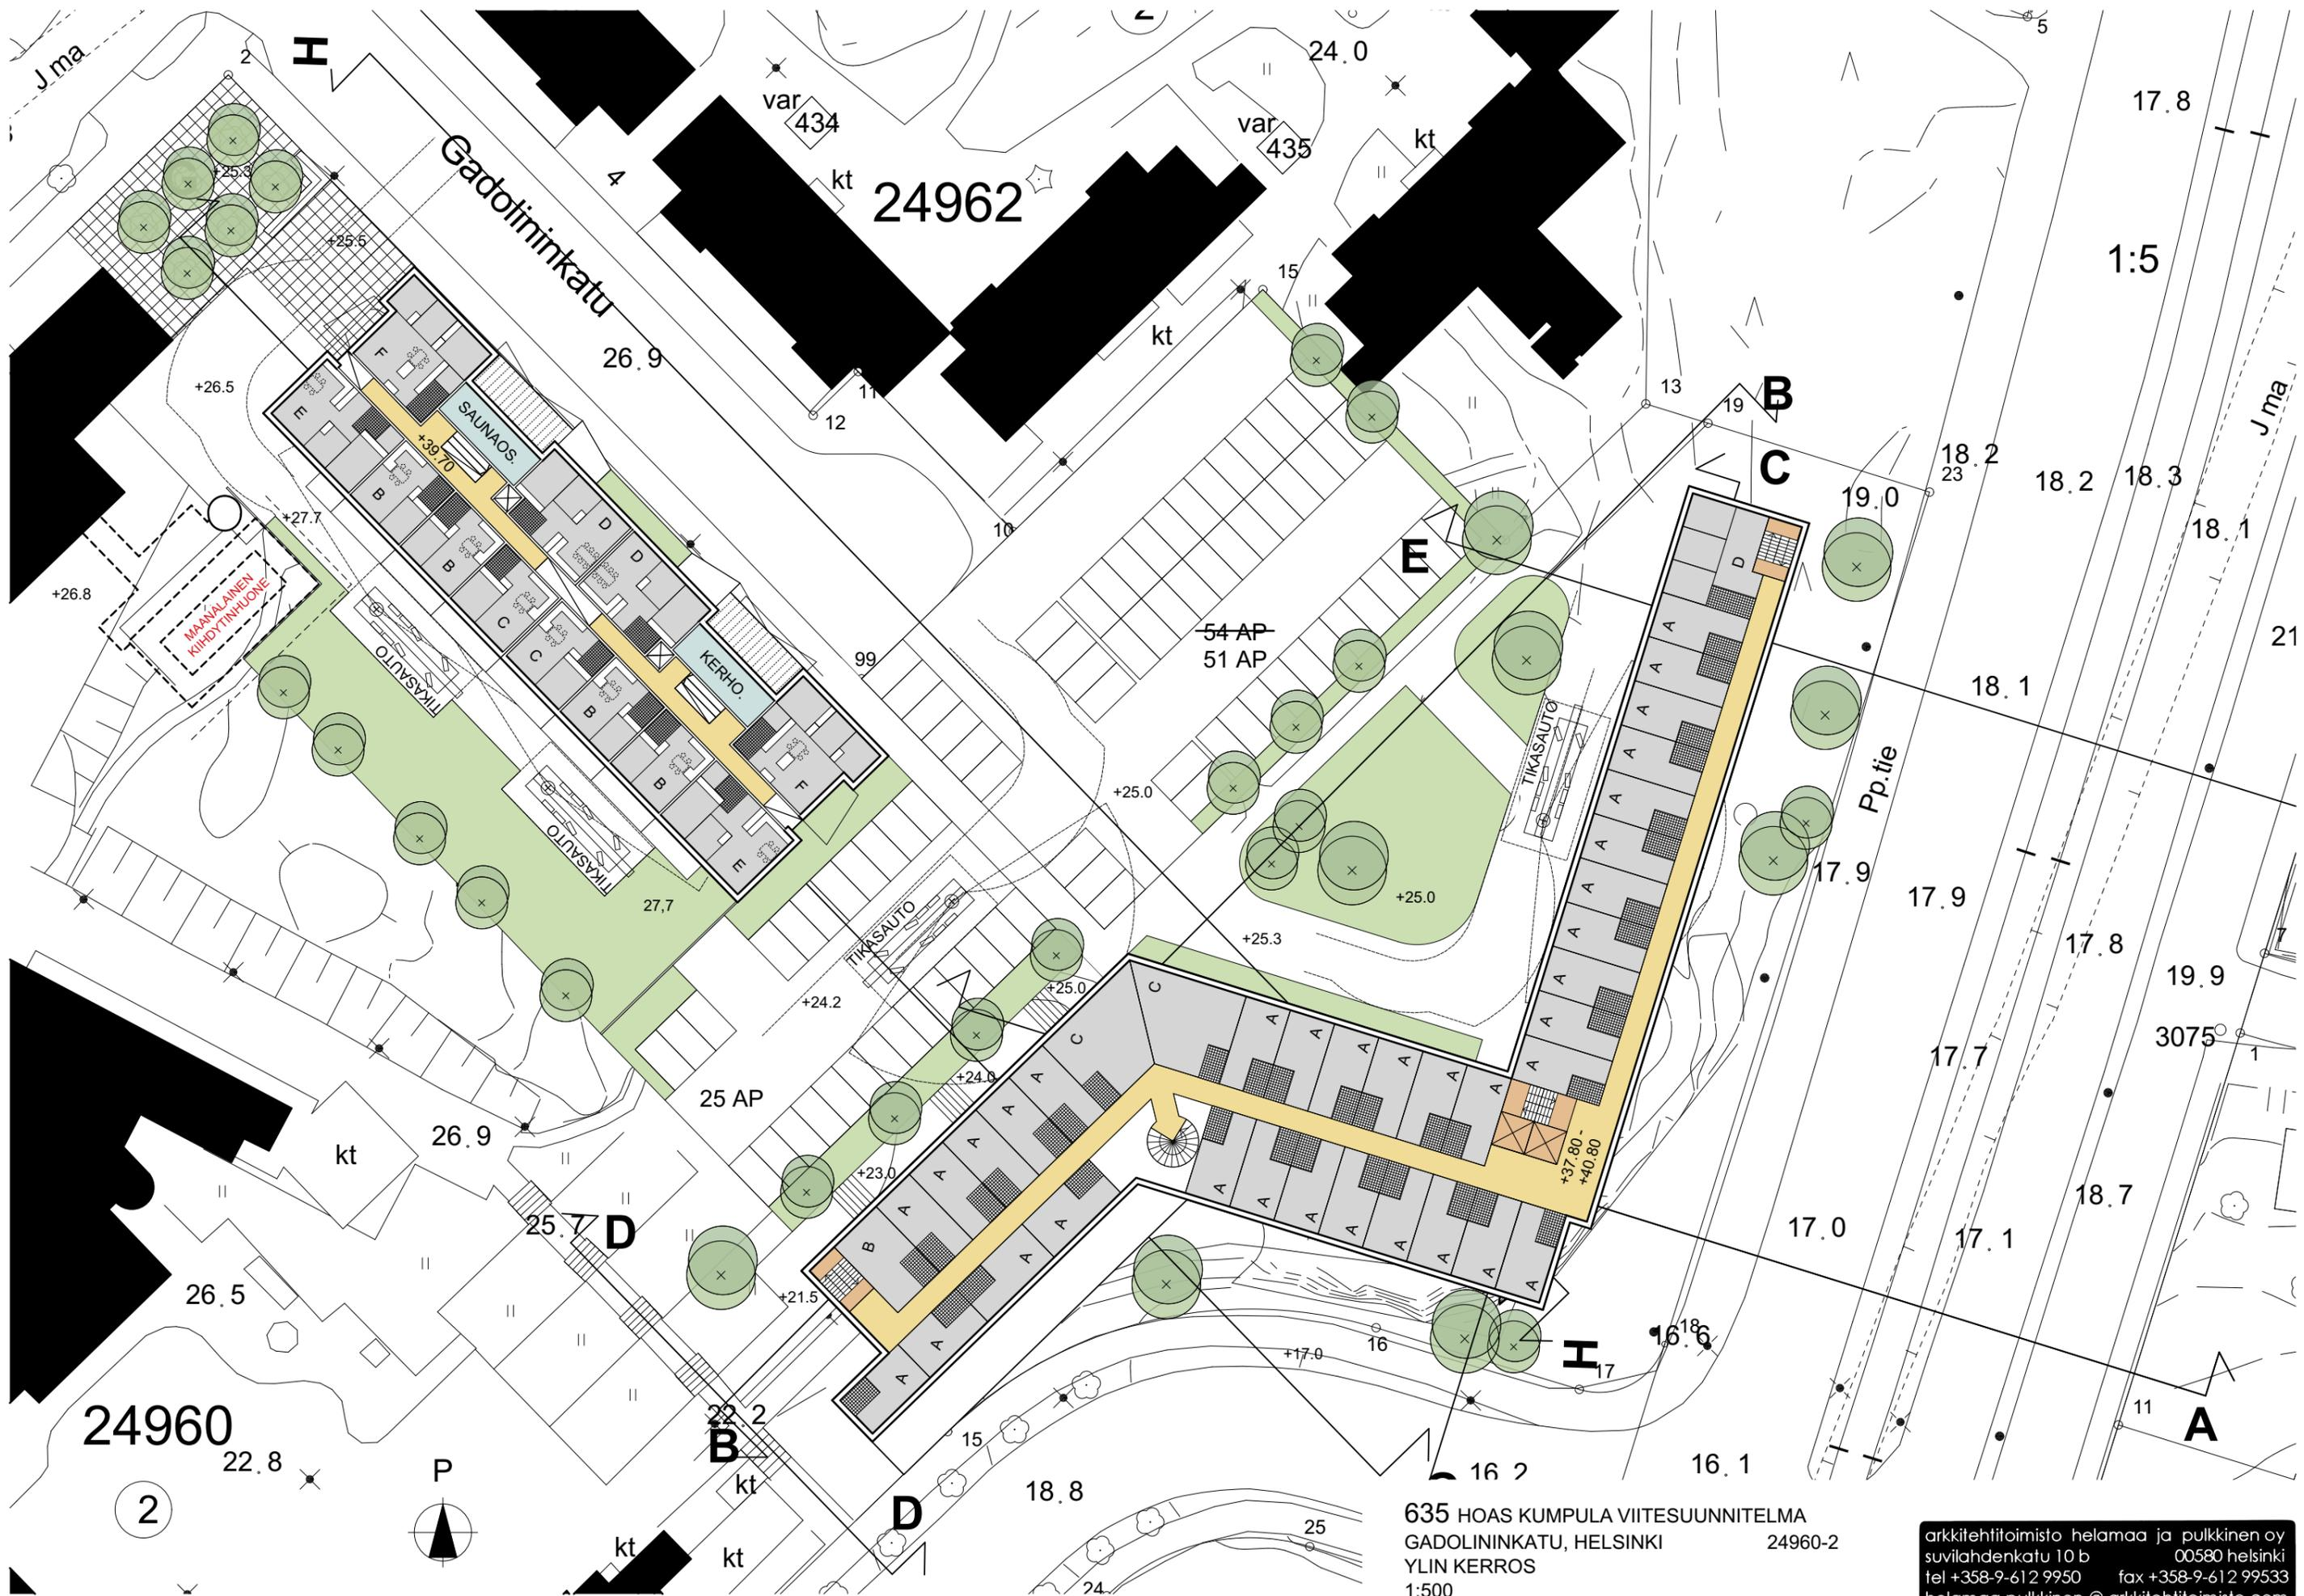 J ma
2
H
24.0
5
17.8
var
434
var
435
kt
kt
4
24962
Gadolininkatu
+25.3
+25.5
15
1:5
26.9
kt
F
+26.5
E
11
12
13
19
B
J ma
SAUNAOS.
+39.70
18.2
23
C
18.2
18.3
19.0
B
+27.7
D
10
E
18.1
D
B
+26.8
MAANALAINEN
KIIHDYTINHUONE
D
C
54 AP
51 AP
A
21
C
99
KERHO.
A
TIKASAUTO
18.1
B
A
TIKASAUTO
B
F
+25.0
A
Pp.tie
A
TIKASAUTO
E
A
17.9
A
27,7
+25.0
17.9
TIKASAUTO
A
+25.3
17.8
7
19.9
+24.2
+25.0
C
A
C
A
A
A
A
A
3075
17.7
1
+24.0
A
A
A
A
25 AP
A
26.9
kt
A
+23.0
A
+37.80 -
+40.80
A
A
A
A
18.7
25.7
D
B
A
A
A
A
A
A
17.0
17.1
26.5
+21.5
A
A
A
16
+17.0
H
17
16.6
18
A
A
24960
22.2
B
15
11
A
22.8
P
kt
16.2
16.1
2
D
18.8
kt
kt
25
24
635 HOAS KUMPULA VIITESUUNNITELMA
GADOLININKATU, HELSINKI 24960-2
YLIN KERROS
1:500
arkkitehtitoimisto helamaa ja pulkkinen oy
suvilahdenkatu 10 b 00580 helsinki
tel +358-9-612 9950 fax +358-9-612 99533